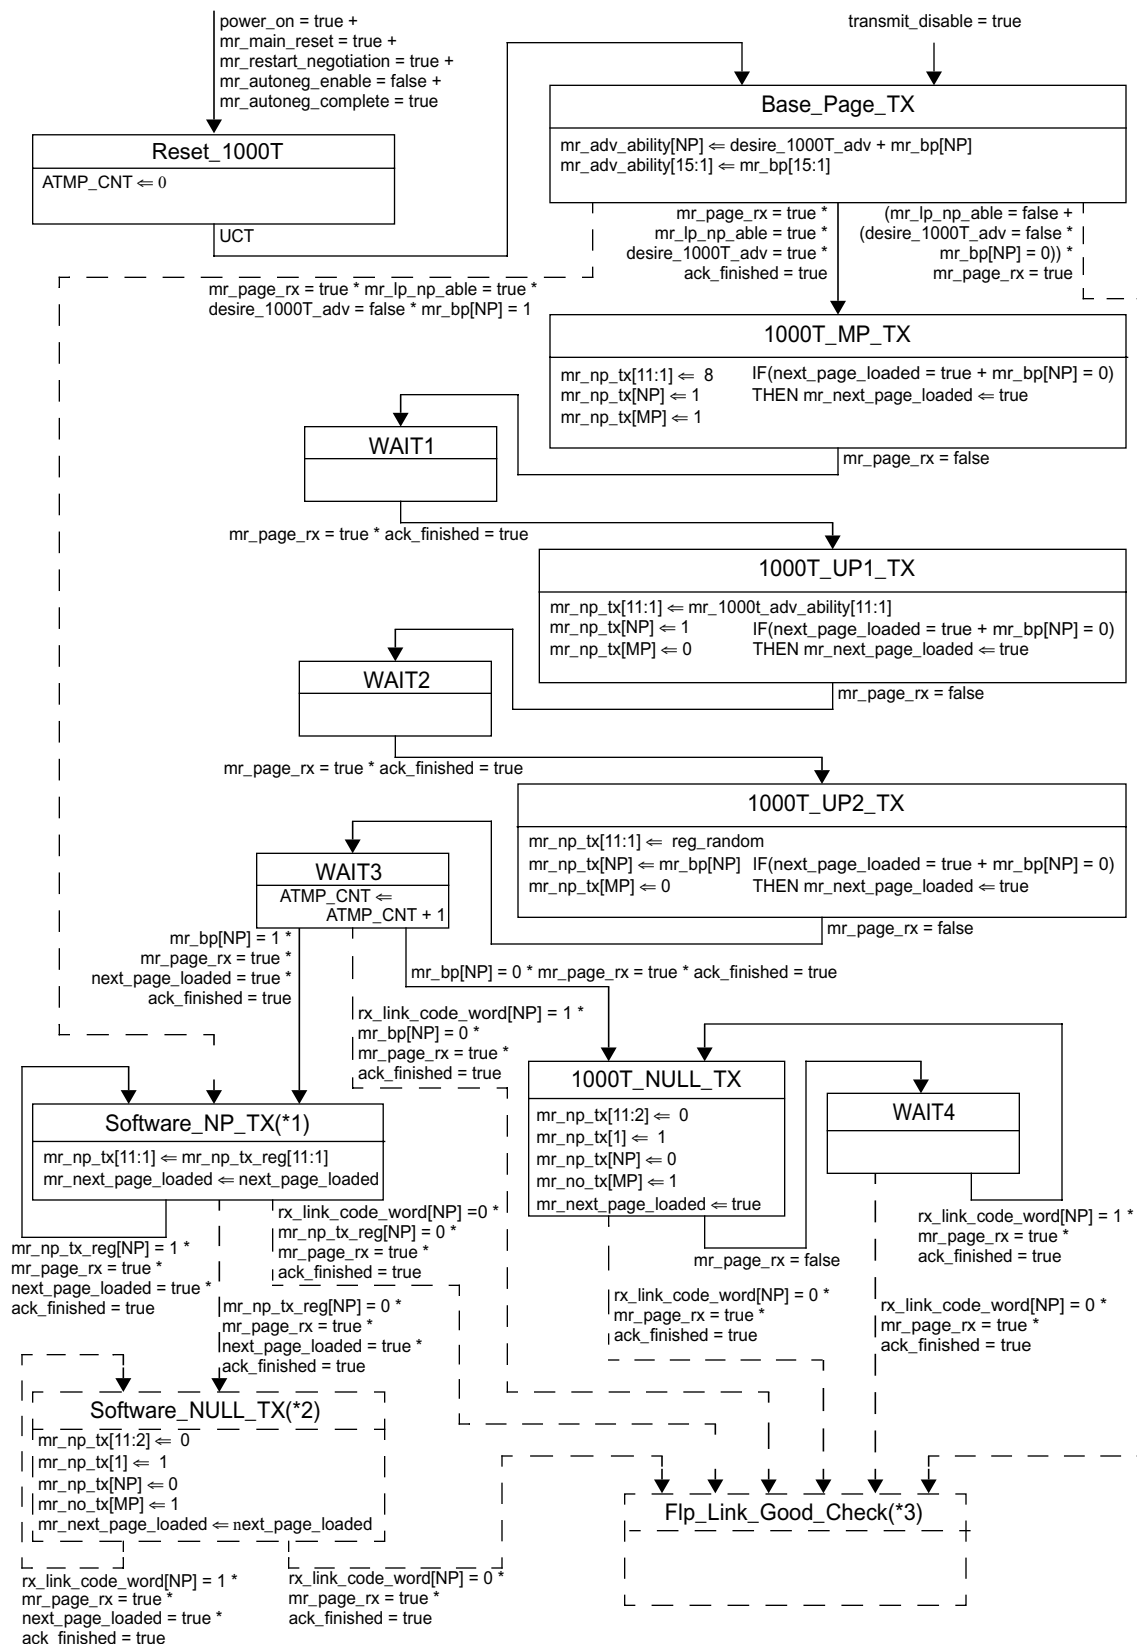 power_on = true +
mr_main_reset = true +
mr_restart_negotiation = true +
mr_autoneg_enable = false +
mr_autoneg_complete = true
transmit_disable = true
Reset_1000T
ATMP_CNT ⇐ 0
UCT
Base_Page_TX
mr_adv_ability[NP] ⇐ desire_1000T_adv + mr_bp[NP]
mr_adv_ability[15:1] ⇐ mr_bp[15:1]
mr_page_rx = true *
mr_lp_np_able = true *
desire_1000T_adv = true *
ack_finished = true
(mr_lp_np_able = false +
(desire_1000T_adv = false *
mr_bp[NP] = 0)) *
mr_page_rx = true
mr_page_rx = true * mr_lp_np_able = true *
desire_1000T_adv = false * mr_bp[NP] = 1
1000T_MP_TX
mr_np_tx[11:1] ⇐ 8 IF(next_page_loaded = true + mr_bp[NP] = 0)
mr_np_tx[NP] ⇐ 1 THEN mr_next_page_loaded ⇐ true
mr_np_tx[MP] ⇐ 1
mr_page_rx = false
WAIT1
mr_page_rx = true * ack_finished = true
1000T_UP1_TX
mr_np_tx[11:1] ⇐ mr_1000t_adv_ability[11:1]
mr_np_tx[NP] ⇐ 1 IF(next_page_loaded = true + mr_bp[NP] = 0)
mr_np_tx[MP] ⇐ 0 THEN mr_next_page_loaded ⇐ true
mr_page_rx = false
WAIT2
mr_page_rx = true * ack_finished = true
1000T_UP2_TX
mr_np_tx[11:1] ⇐ reg_random
mr_np_tx[NP] ⇐ mr_bp[NP] IF(next_page_loaded = true + mr_bp[NP] = 0)
mr_np_tx[MP] ⇐ 0 THEN mr_next_page_loaded ⇐ true
mr_page_rx = false
WAIT3
ATMP_CNT ⇐
ATMP_CNT + 1
mr_bp[NP] = 1 *
mr_page_rx = true *
next_page_loaded = true *
ack_finished = true
mr_bp[NP] = 0 * mr_page_rx = true * ack_finished = true
rx_link_code_word[NP] = 1 *
mr_bp[NP] = 0 *
mr_page_rx = true *
ack_finished = true
1000T_NULL_TX
mr_np_tx[11:2] ⇐ 0
mr_np_tx[1] ⇐ 1
mr_np_tx[NP] ⇐ 0
mr_no_tx[MP] ⇐ 1
mr_next_page_loaded ⇐ true
WAIT4
mr_page_rx = false
rx_link_code_word[NP] = 1 *
mr_page_rx = true *
ack_finished = true
Software_NP_TX(*1)
mr_np_tx[11:1] ⇐ mr_np_tx_reg[11:1]
mr_next_page_loaded ⇐ next_page_loaded
mr_np_tx_reg[NP] = 1 *
mr_page_rx = true *
next_page_loaded = true *
ack_finished = true
rx_link_code_word[NP] =0 *
mr_np_tx_reg[NP] = 0 *
mr_page_rx = true *
ack_finished = true
mr_np_tx_reg[NP] = 0 *
mr_page_rx = true *
next_page_loaded = true *
ack_finished = true
rx_link_code_word[NP] = 0 *
mr_page_rx = true *
ack_finished = true
rx_link_code_word[NP] = 0 *
mr_page_rx = true *
ack_finished = true
Software_NULL_TX(*2)
mr_np_tx[11:2] ⇐ 0
mr_np_tx[1] ⇐ 1
mr_np_tx[NP] ⇐ 0
mr_no_tx[MP] ⇐ 1
mr_next_page_loaded ⇐ next_page_loaded
Flp_Link_Good_Check(*3)
rx_link_code_word[NP] = 1 *
mr_page_rx = true *
next_page_loaded = true *
ack_finished = true
rx_link_code_word[NP] = 0 *
mr_page_rx = true *
ack_finished = true